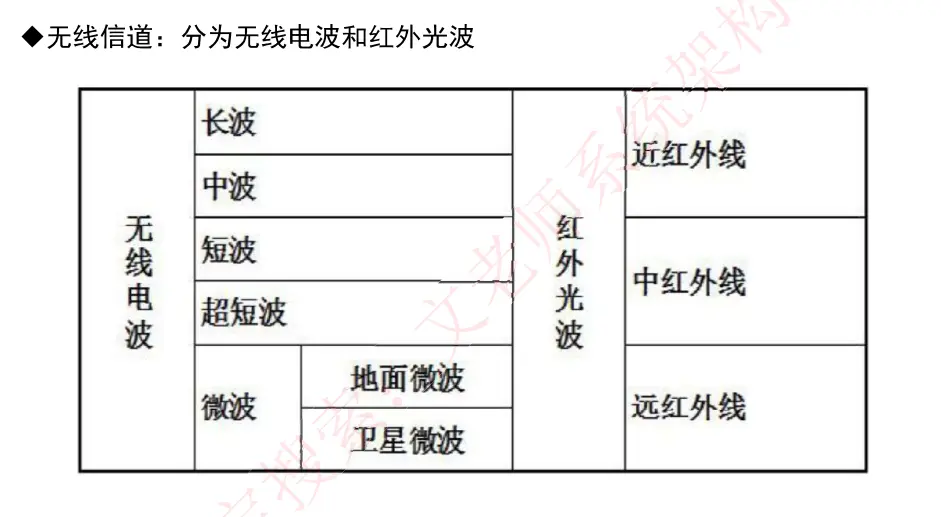 ◆无线信道：分为无线电波和红外光波
无线电波
长波
中波
短波
超短波
微波
地面微波
卫星微波
红外光波
近红外线
中红外线
远红外线
搜索：文老师系统架构